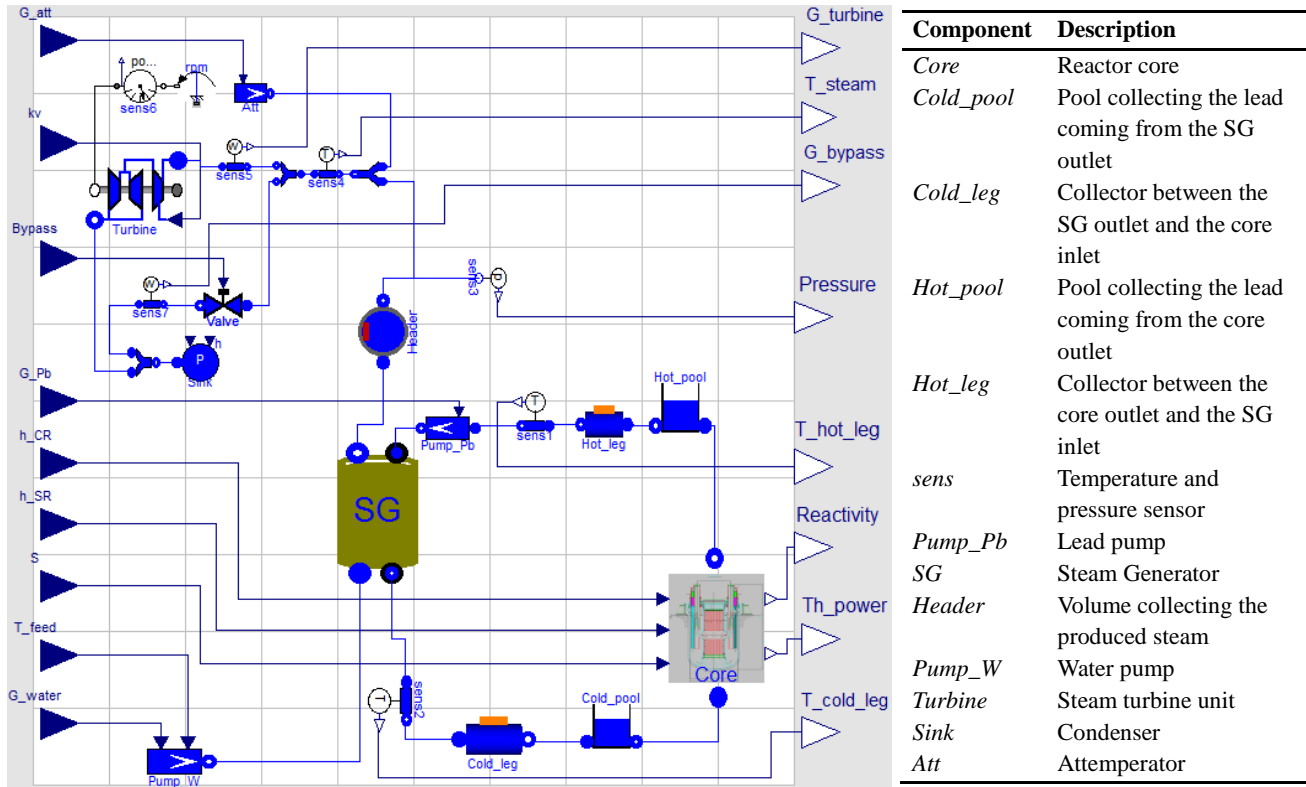 G_att
G_turbine
po...
rpm
sens6
Att
T_steam
kv
W
sens5
T
sens4
G_bypass
Turbine
Bypass
W
sens7
Valve
sens3
p
Pressure
Header
P
h
Sink
G_Pb
Hot_pool
T
Pump_Pb
sens1
Hot_leg
T_hot_leg
h_CR
SG
h_SR
Reactivity
S
Th_power
Core
T_feed
T
sens2
Cold_pool
T_cold_leg
G_water
Cold_leg
Pump_W
Component Description
Core Reactor core
Cold_pool Pool collecting the lead
coming from the SG
outlet
Cold_leg Collector between the
SG outlet and the core
inlet
Hot_pool Pool collecting the lead
coming from the core
outlet
Hot_leg Collector between the
core outlet and the SG
inlet
sens Temperature and
pressure sensor
Pump_Pb Lead pump
SG Steam Generator
Header Volume collecting the
produced steam
Pump_W Water pump
Turbine Steam turbine unit
Sink Condenser
Att Attemperator